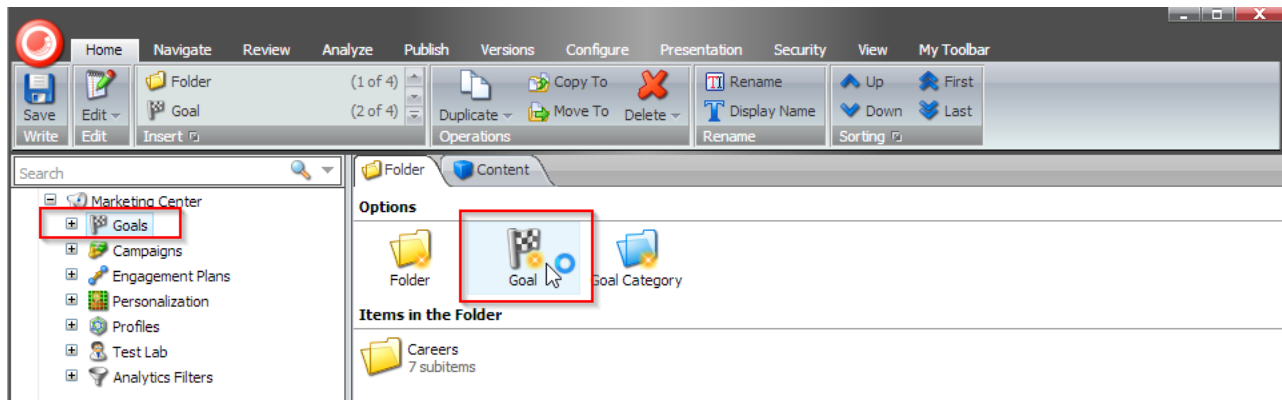 Home Navigate Review Analyze Publish Versions Configure Presentation Security View My Toolbar
Folder (1 of 4) Copy To Rename Up First
Goal (2 of 4) Move To Display Name Down Last
Save Edit Duplicate Delete
Write Edit Insert Operations Rename Sorting
Search
Folder Content
Marketing Center
Goals
Campaigns
Engagement Plans
Personalization
Profiles
Test Lab
Analytics Filters
Options
Folder Goal Goal Category
Items in the Folder
Careers
7 subitems